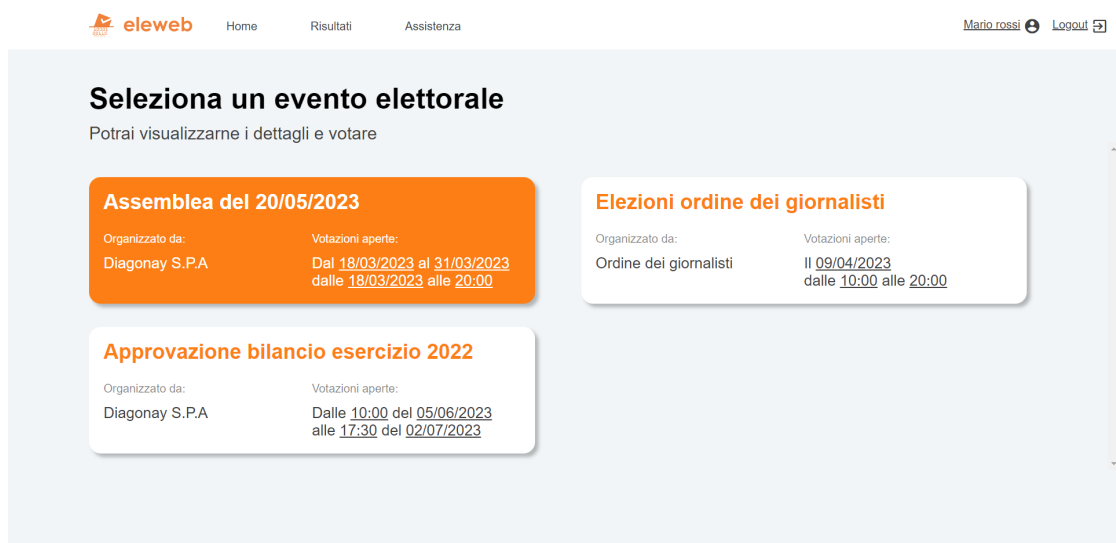 eleweb Home Risultati Assistenza Mario rossi Logout
Seleziona un evento elettorale
Potrai visualizzarne i dettagli e votare
Assemblea del 20/05/2023
Organizzato da:
Diagonay S.P.A
Votazioni aperte:
Dal 18/03/2023 al 31/03/2023
dalle 18/03/2023 alle 20:00
Elezioni ordine dei giornalisti
Organizzato da:
Ordine dei giornalisti
Votazioni aperte:
Il 09/04/2023
dalle 10:00 alle 20:00
Approvazione bilancio esercizio 2022
Organizzato da:
Diagonay S.P.A
Votazioni aperte:
Dalle 10:00 del 05/06/2023
alle 17:30 del 02/07/2023